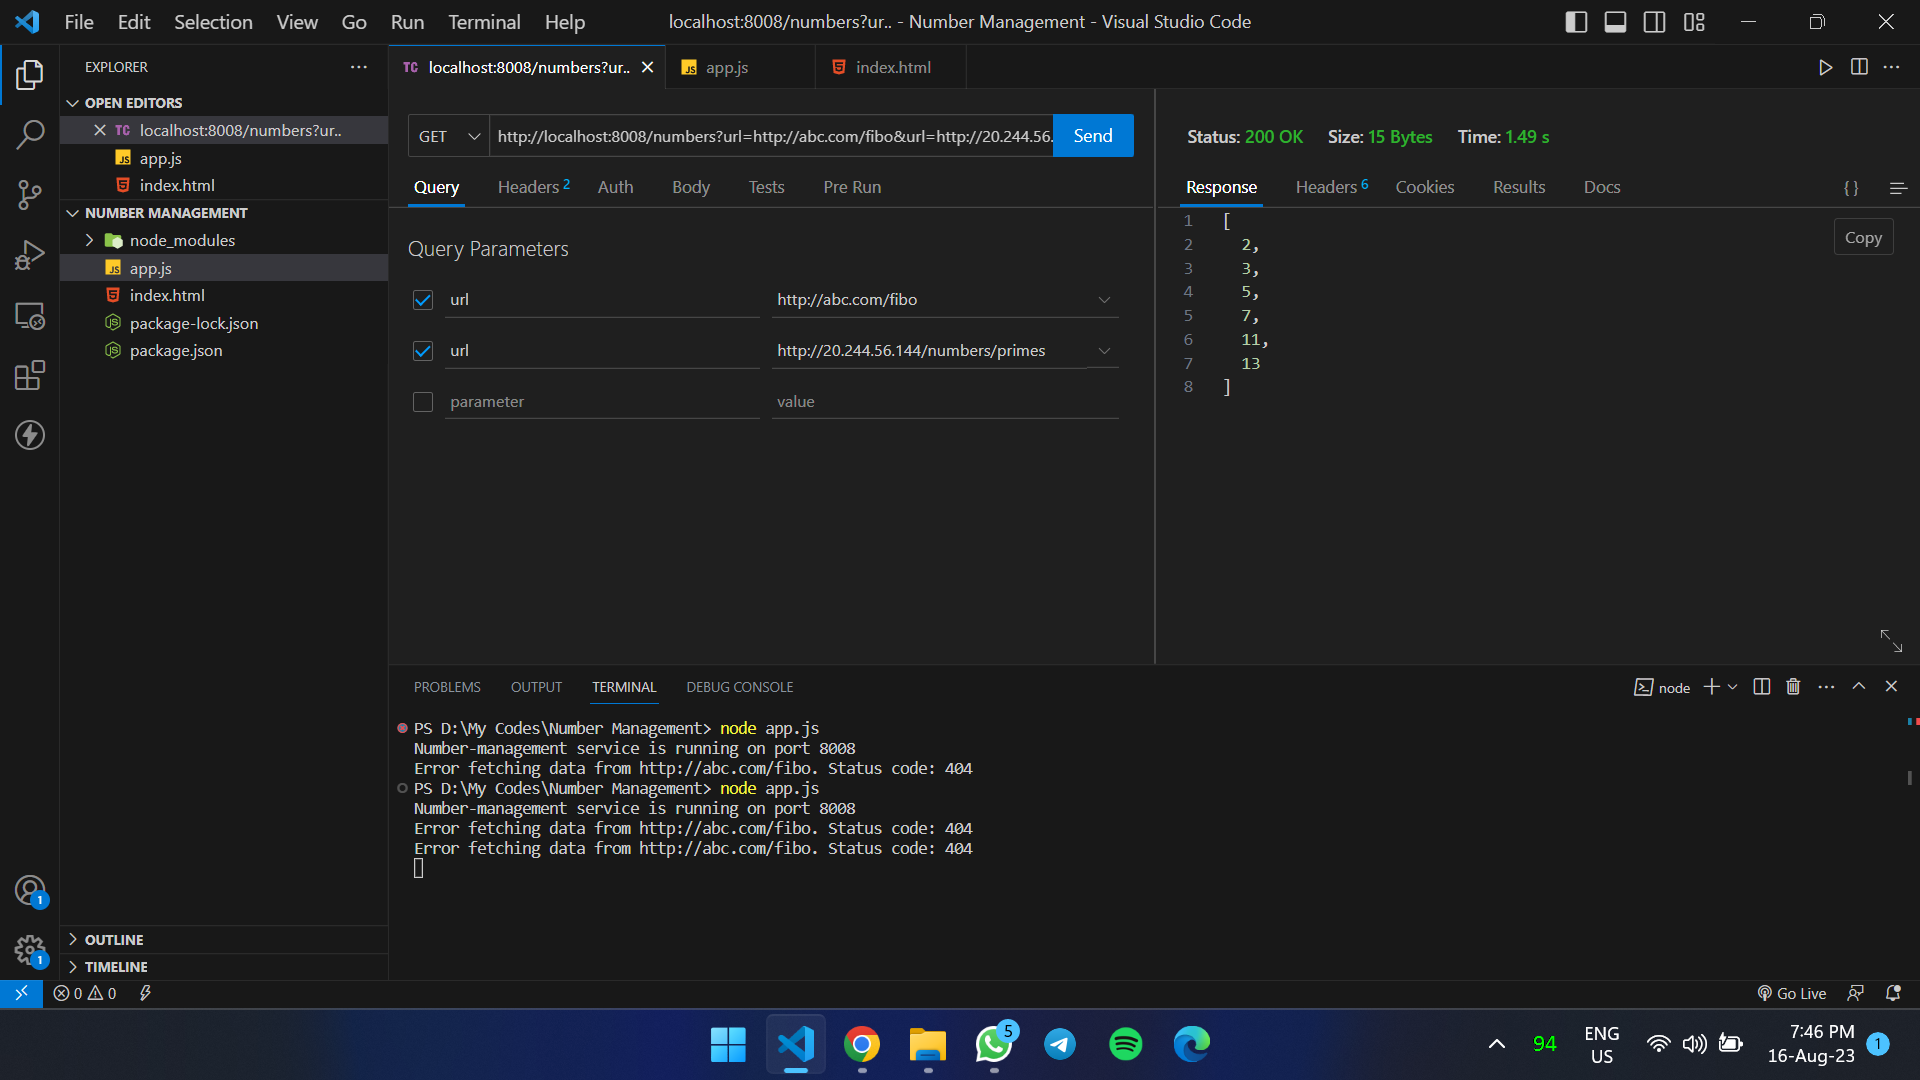 File Edit Selection View Go Run Terminal Help
localhost:8008/numbers?ur.. - Number Management - Visual Studio Code
EXPLORER
OPEN EDITORS
TC localhost:8008/numbers?ur..
JS app.js
index.html
NUMBER MANAGEMENT
node_modules
JS app.js
index.html
package-lock.json
package.json
OUTLINE
TIMELINE
TC localhost:8008/numbers?ur..
JS app.js
index.html
GET http://localhost:8008/numbers?url=http://abc.com/fibo&url=http://20.244.56. Send
Query Headers 2 Auth Body Tests Pre Run
Query Parameters
url http://abc.com/fibo
url http://20.244.56.144/numbers/primes
parameter value
Status: 200 OK Size: 15 Bytes Time: 1.49 s
Response Headers 6 Cookies Results Docs { }
Copy
1 [
2 2,
3 3,
4 5,
5 7,
6 11,
7 13
8 ]
PROBLEMS OUTPUT TERMINAL DEBUG CONSOLE
node
PS D:\My Codes\Number Management> node app.js
Number-management service is running on port 8008
Error fetching data from http://abc.com/fibo. Status code: 404
PS D:\My Codes\Number Management> node app.js
Number-management service is running on port 8008
Error fetching data from http://abc.com/fibo. Status code: 404
Error fetching data from http://abc.com/fibo. Status code: 404
1
1
0 0
Go Live
5
94
ENG
US
7:46 PM
16-Aug-23
1